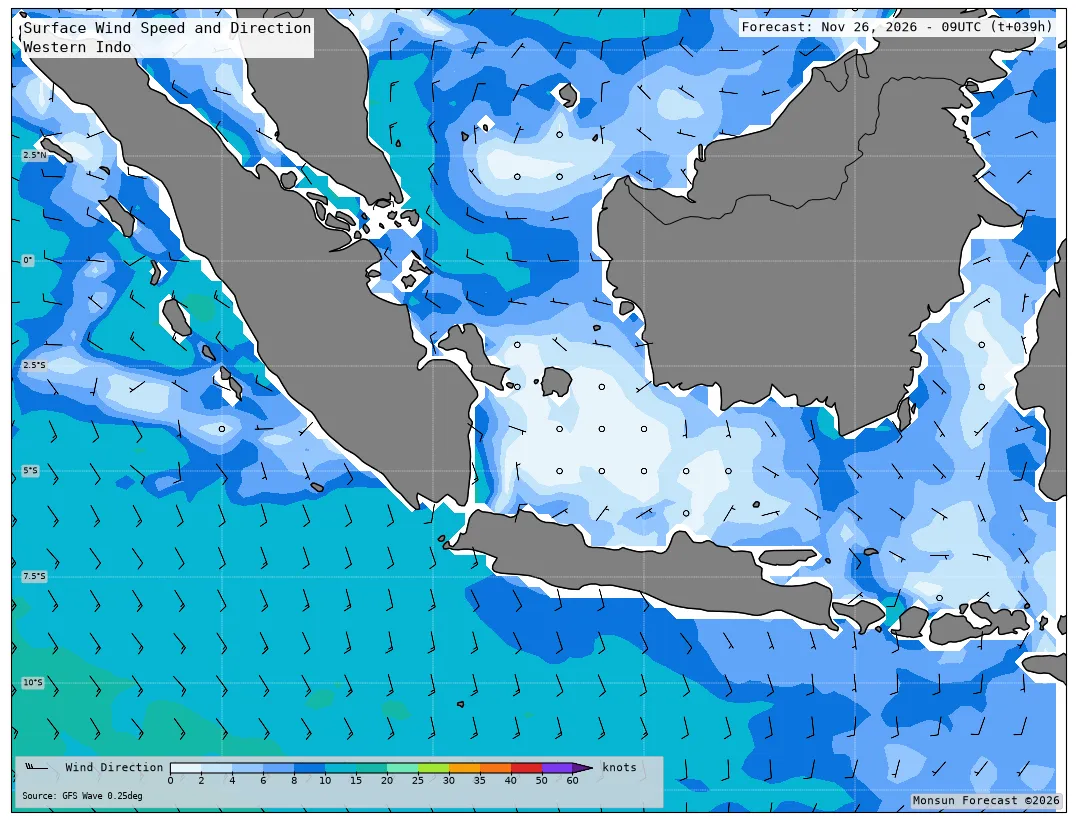 Surface Wind Speed and Direction
Western Indo
Forecast: Nov 26, 2026 - 09UTC (t+039h)
2.5°N
0°
2.5°S
5°S
7.5°S
10°S
Wind Direction
knots
0 2 4 6 8 10 15 20 25 30 35 40 50 60
Source: GFS Wave 0.25deg
Monsun Forecast ©2026